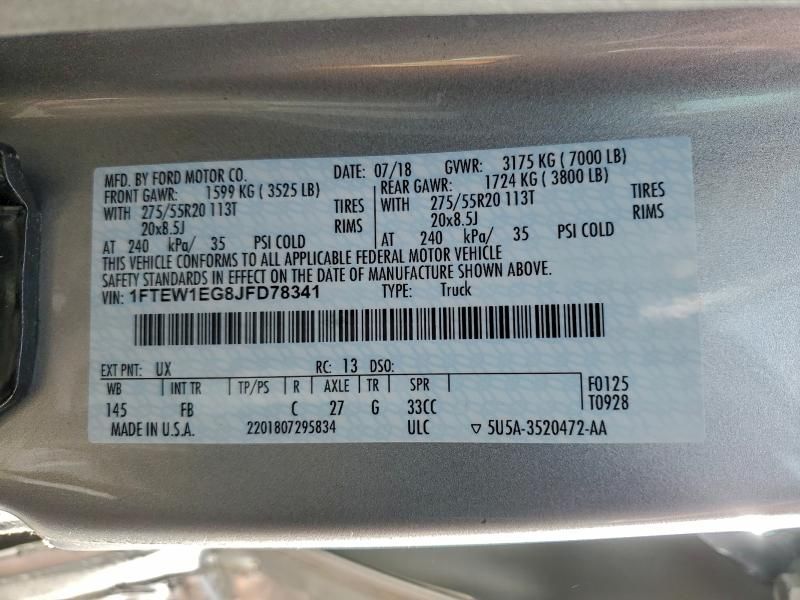 MFD. BY FORD MOTOR CO. DATE: 07/18 GVWR: 3175 KG ( 7000 LB)
FRONT GAWR: 1599 KG ( 3525 LB) REAR GAWR: 1724 KG ( 3800 LB)
WITH 275/55R20 113T TIRES WITH 275/55R20 113T TIRES
20x8.5J RIMS 20x8.5J RIMS
AT 240 kPa/ 35 PSI COLD AT 240 kPa/ 35 PSI COLD
THIS VEHICLE CONFORMS TO ALL APPLICABLE FEDERAL MOTOR VEHICLE
SAFETY STANDARDS IN EFFECT ON THE DATE OF MANUFACTURE SHOWN ABOVE.
VIN: 1FTEW1EG8JFD78341 TYPE: Truck
EXT PNT: UX RC: 13 DSO:
WB INT TR TP/PS R AXLE TR SPR F0125
145 FB C 27 G 33CC T0928
MADE IN U.S.A. 2201807295834 ULC ▽ 5U5A-3520472-AA